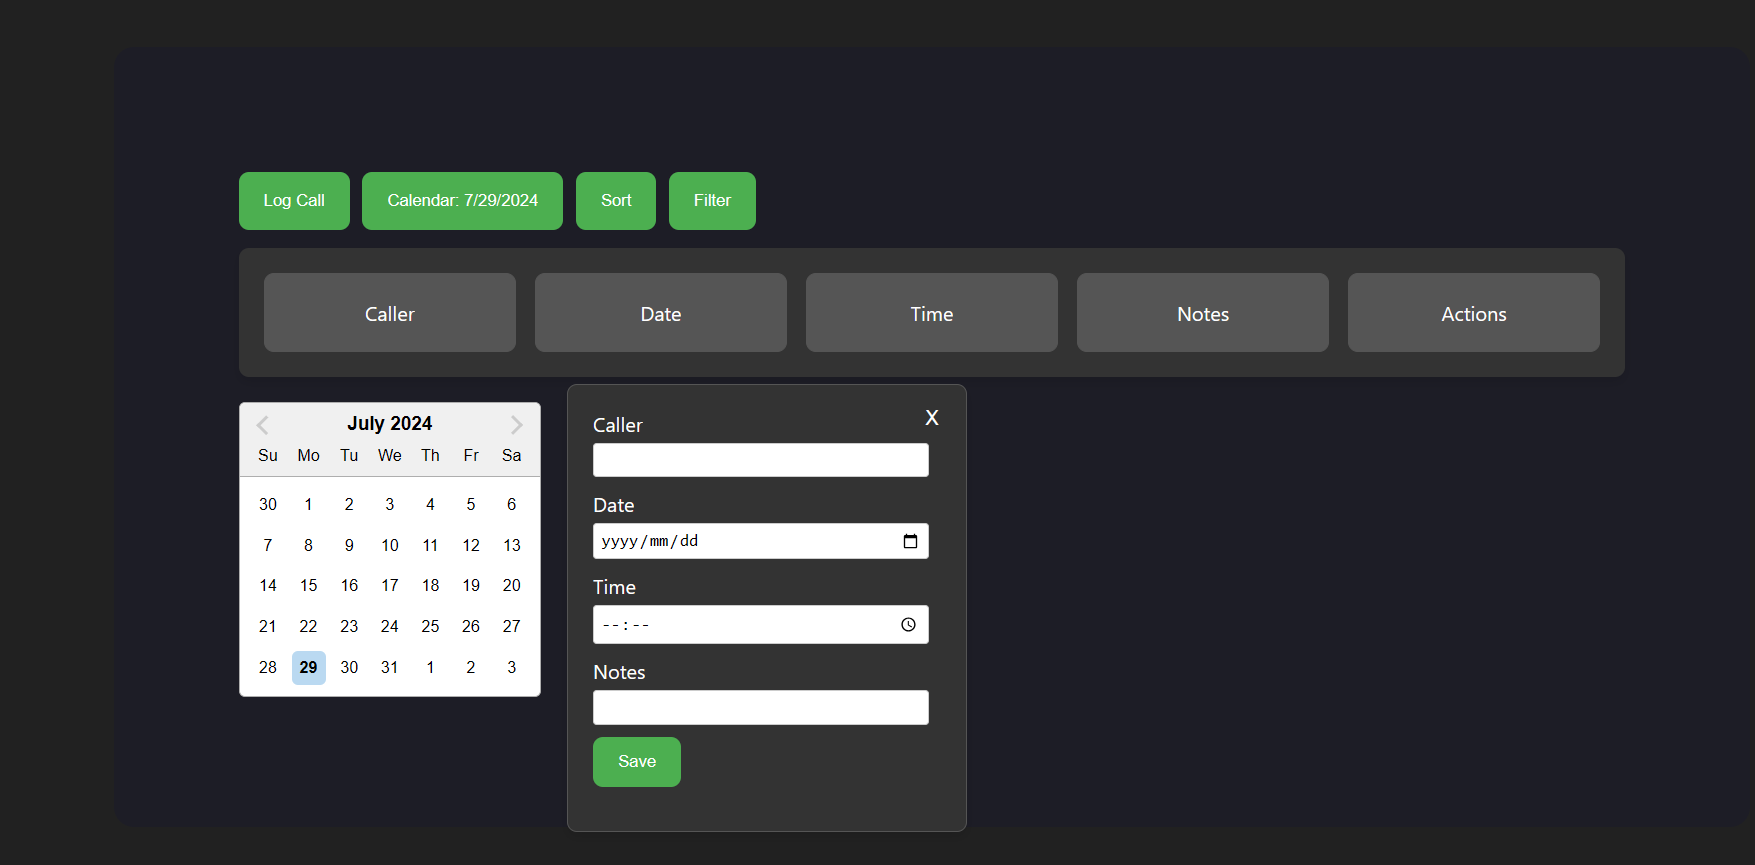 Log Call Calendar: 7/29/2024 Sort Filter
Caller Date Time Notes Actions
July 2024
Su Mo Tu We Th Fr Sa
30 1 2 3 4 5 6
7 8 9 10 11 12 13
14 15 16 17 18 19 20
21 22 23 24 25 26 27
28 29 30 31 1 2 3
X
Caller
Date
yyyy/mm/dd
Time
--:--
Notes
Save